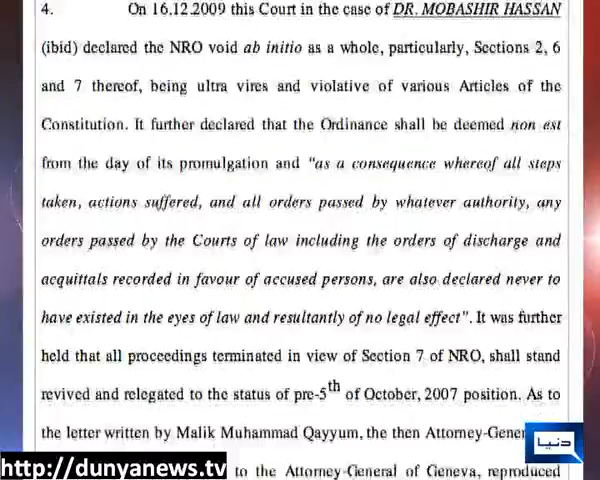 4. On 16.12.2009 this Court in the case of DR. MOBASHIR HASSAN
(ibid) declared the NRO void ab initio as a whole, particularly, Sections 2, 6
and 7 thereof, being ultra vires and violative of various Articles of the
Constitution. It further declared that the Ordinance shall be deemed non est
from the day of its promulgation and "as a consequence whereof all steps
taken, actions suffered, and all orders passed by whatever authority, any
orders passed by the Courts of law including the orders of discharge and
acquittals recorded in favour of accused persons, are also declared never to
have existed in the eyes of law and resultantly of no legal effect". It was further
held that all proceedings terminated in view of Section 7 of NRO, shall stand
revived and relegated to the status of pre-5th of October, 2007 position. As to
the letter written by Malik Muhammad Qayyum, the then Attorney-Gener
دنیا
http://dunyanews.tv to the Attorney-General of Geneva, reproduced